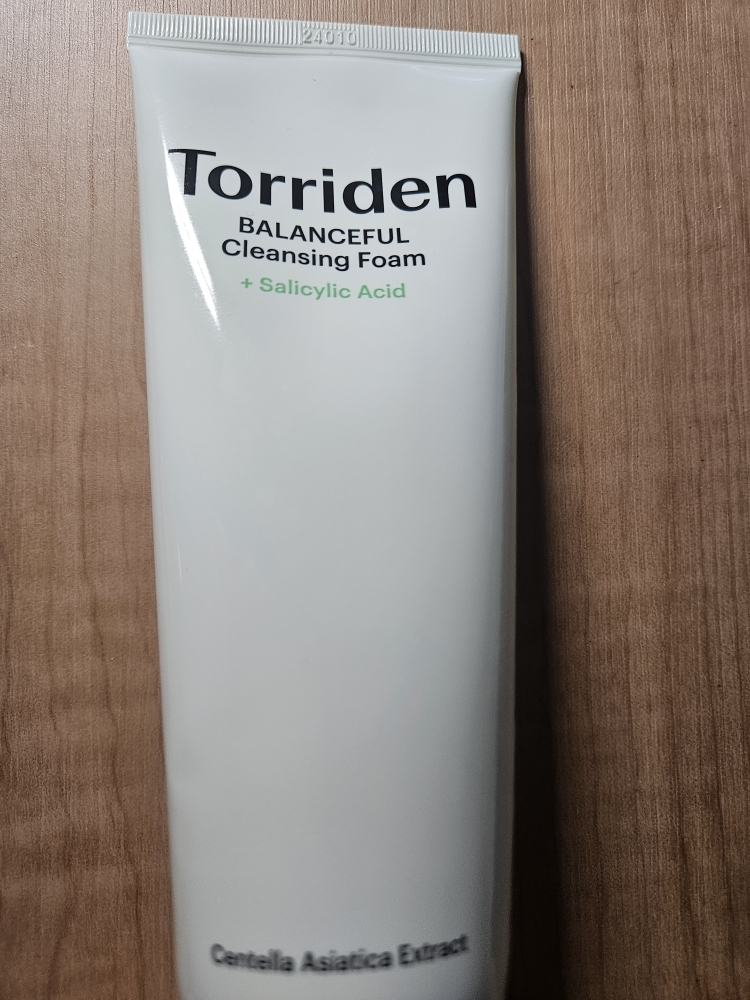 24010
Torriden
BALANCEFUL
Cleansing Foam
+ Salicylic Acid
Centella Asiatica Extract